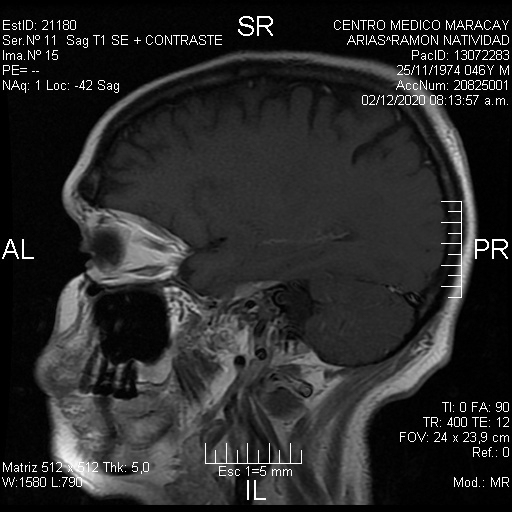 EstID: 21180
Ser.Nº 11 Sag T1 SE + CONTRASTE
Ima.Nº 15
PE= --
NAq: 1 Loc: -42 Sag
SR
CENTRO MEDICO MARACAY
ARIAS^RAMON NATIVIDAD
PacID: 13072283
25/11/1974 046Y M
AccNum: 20825001
02/12/2020 08:13:57 a.m.
AL
PR
Matriz 512 x 512 Thk: 5,0
W:1580 L:790
Esc 1=5 mm
IL
TI: 0 FA: 90
TR: 400 TE: 12
FOV: 24 x 23,9 cm
Ref.: 0
Mod.: MR